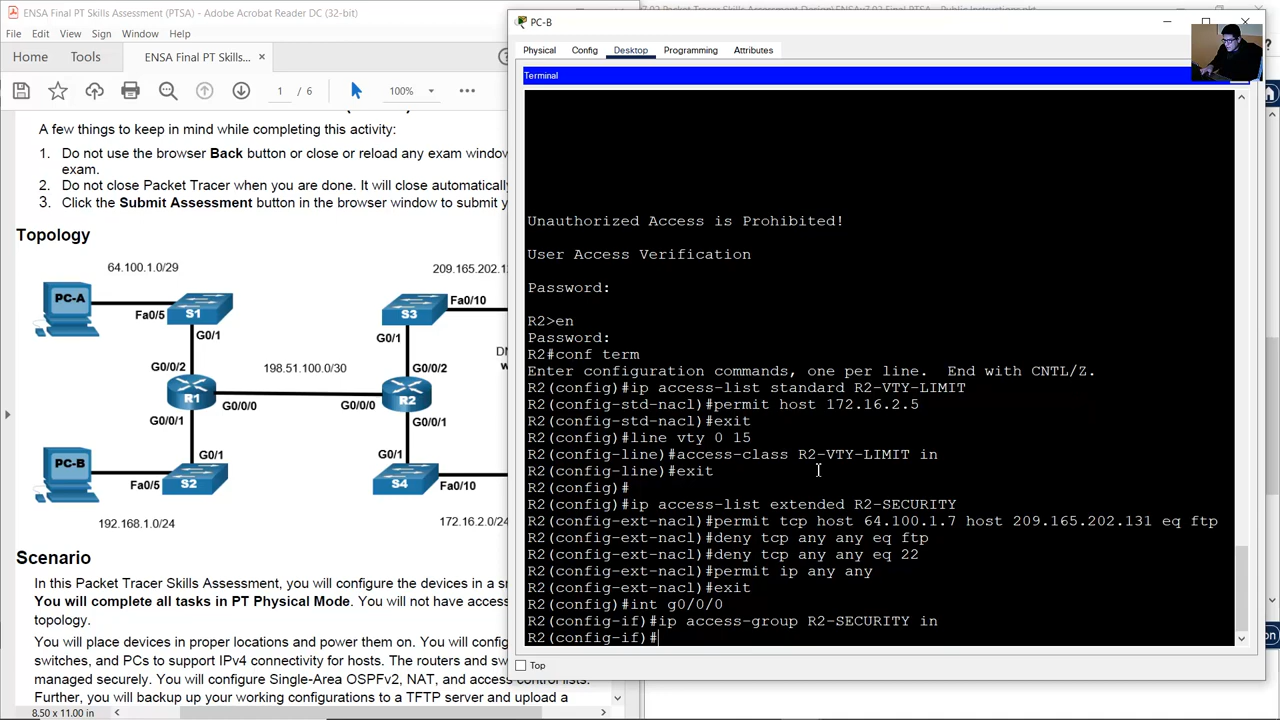 ENSA Final PT Skills Assessment (PTSA) - Adobe Acrobat Reader DC (32-bit)
File Edit View Sign Window Help
Home Tools ENSA Final PT Skills... ×
1 / 6 100%
A few things to keep in mind while completing this activity:
1. Do not use the browser Back button or close or reload any exam window
exam.
2. Do not close Packet Tracer when you are done. It will close automatically
3. Click the Submit Assessment button in the browser window to submit y
Topology
64.100.1.0/29
209.165.202.1
PC-A
S1
Fa0/5
G0/1
S3
Fa0/10
G0/1
G0/0/2
198.51.100.0/30
G0/0/2
R1
G0/0/0
G0/0/0
R2
G0/0/1
G0/0/1
G0/1
PC-B
Fa0/5
S2
G0/1
S4
192.168.1.0/24
172.16.2.0/24
Scenario
In this Packet Tracer Skills Assessment, you will configure the devices in a sm
You will complete all tasks in PT Physical Mode. You will not have access
topology.
You will place devices in proper locations and power them on. You will config
switches, and PCs to support IPv4 connectivity for hosts. The routers and sw
managed securely. You will configure Single-Area OSPFv2, NAT, and access
Further, you will backup your working configurations to a TFTP server and upload a
8.50 x 11.00 in
PC-B
Physical Config Desktop Programming Attributes
Terminal
Unauthorized Access is Prohibited!
User Access Verification
Password:
R2>en
Password:
R2#conf term
Enter configuration commands, one per line. End with CNTL/Z.
R2(config)#ip access-list standard R2-VTY-LIMIT
R2(config-std-nacl)#permit host 172.16.2.5
R2(config-std-nacl)#exit
R2(config)#line vty 0 15
R2(config-line)#access-class R2-VTY-LIMIT in
R2(config-line)#exit
R2(config)#
R2(config)#ip access-list extended R2-SECURITY
R2(config-ext-nacl)#permit tcp host 64.100.1.7 host 209.165.202.131 eq ftp
R2(config-ext-nacl)#deny tcp any any eq ftp
R2(config-ext-nacl)#deny tcp any any eq 22
R2(config-ext-nacl)#permit ip any any
R2(config-ext-nacl)#exit
R2(config)#int g0/0/0
R2(config-if)#ip access-group R2-SECURITY in
R2(config-if)#
Top